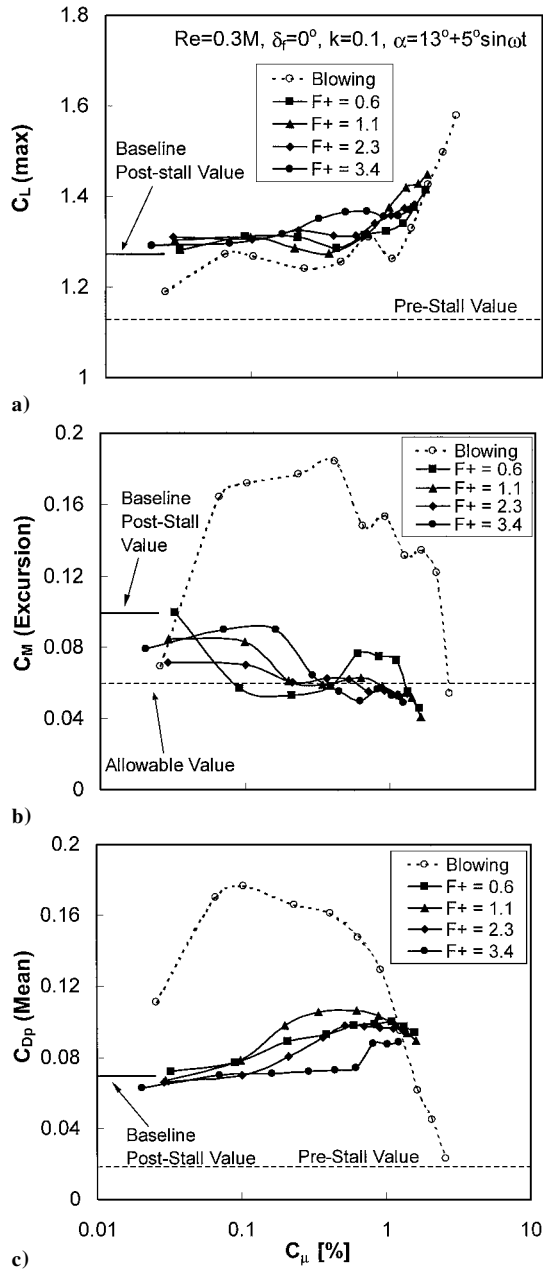 Re=0.3M, δf=0°, k=0.1, α=13°+5°sinωt
1.8
1.6
1.4
1.2
1
CL (max)
Blowing
F+ = 0.6
F+ = 1.1
F+ = 2.3
F+ = 3.4
Baseline
Post-stall Value
Pre-Stall Value
a)
0.2
0.16
0.12
0.08
0.04
0
CM (Excursion)
Blowing
F+ = 0.6
F+ = 1.1
F+ = 2.3
F+ = 3.4
Baseline
Post-Stall
Value
Allowable Value
b)
0.2
0.16
0.12
0.08
0.04
0
CDp (Mean)
Blowing
F+ = 0.6
F+ = 1.1
F+ = 2.3
F+ = 3.4
Baseline
Post-Stall Value
Pre-Stall Value
0.01
0.1
1
10
Cμ [%]
c)